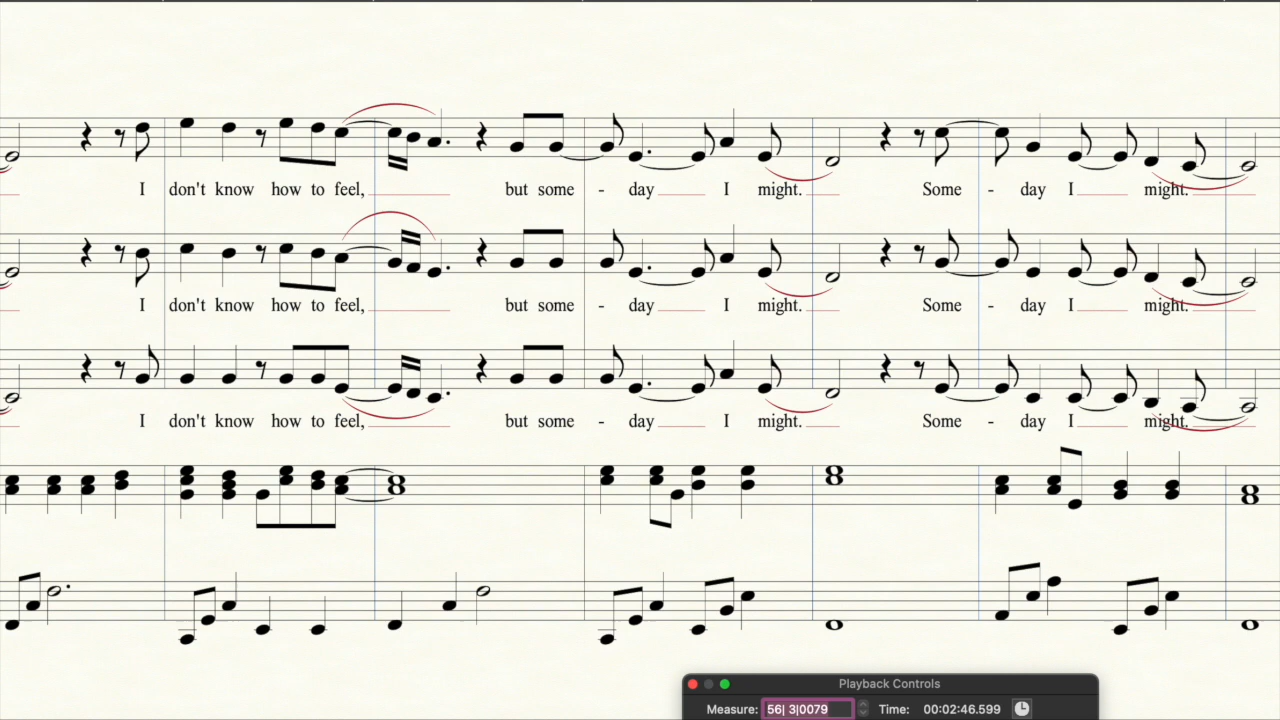 I don't know how to feel, but some - day I might. Some - day I might.
I don't know how to feel, but some - day I might. Some - day I might.
I don't know how to feel, but some - day I might. Some - day I might.
Playback Controls
Measure: 56| 3|0079 Time: 00:02:46.599